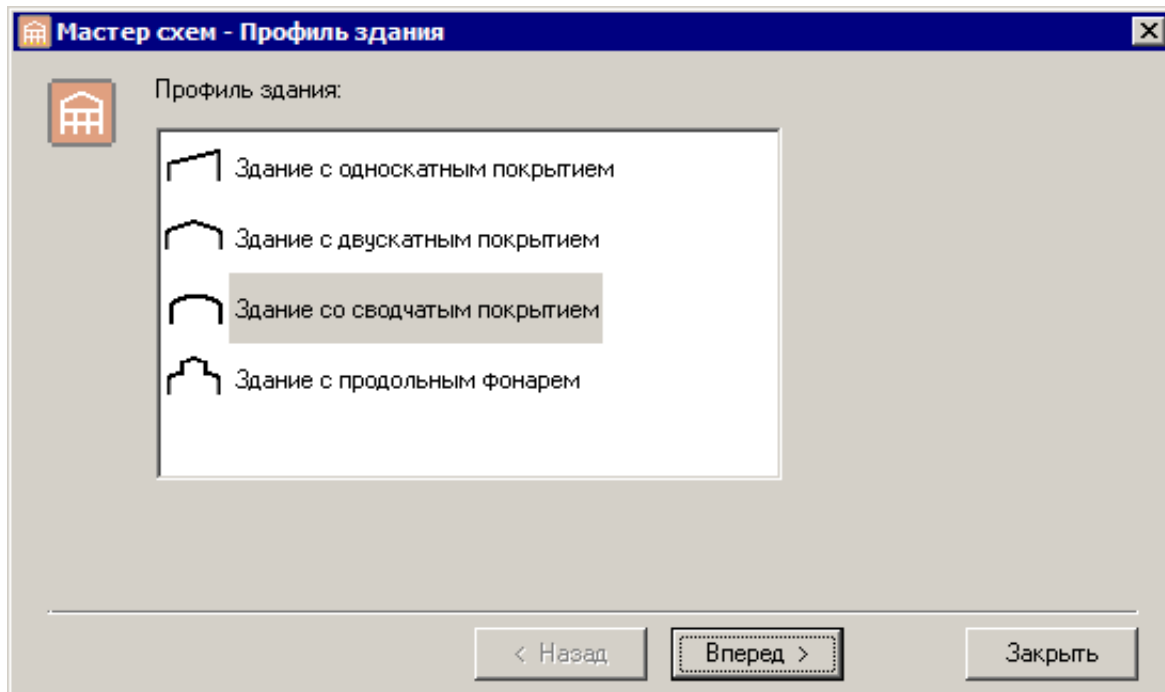 Мастер схем - Профиль здания
Профиль здания:
Здание с односкатным покрытием
Здание с двускатным покрытием
Здание со сводчатым покрытием
Здание с продольным фонарем
< Назад
Вперед >
Закрыть